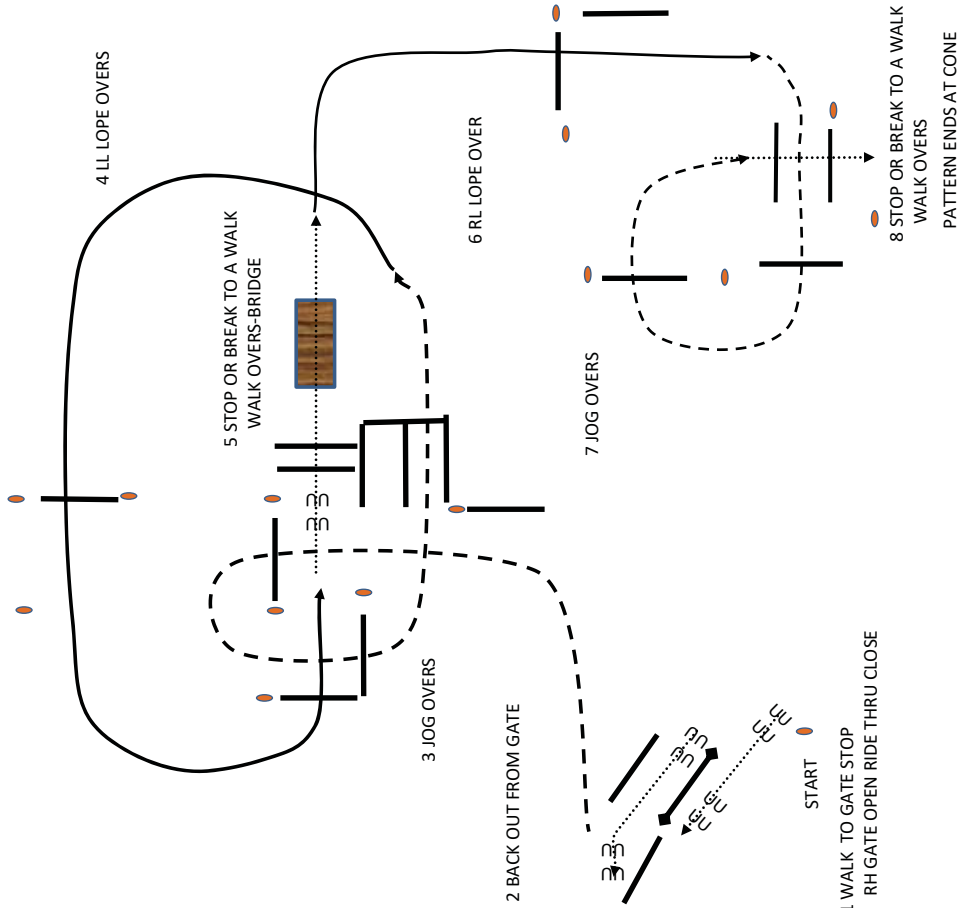 1 WALK TO GATE STOP
RH GATE OPEN RIDE THRU CLOSE
START
2 BACK OUT FROM GATE
3 JOG OVERS
4 LL LOPE OVERS
5 STOP OR BREAK TO A WALK
WALK OVERS-BRIDGE
6 RL LOPE OVER
7 JOG OVERS
8 STOP OR BREAK TO A WALK
WALK OVERS
PATTERN ENDS AT CONE